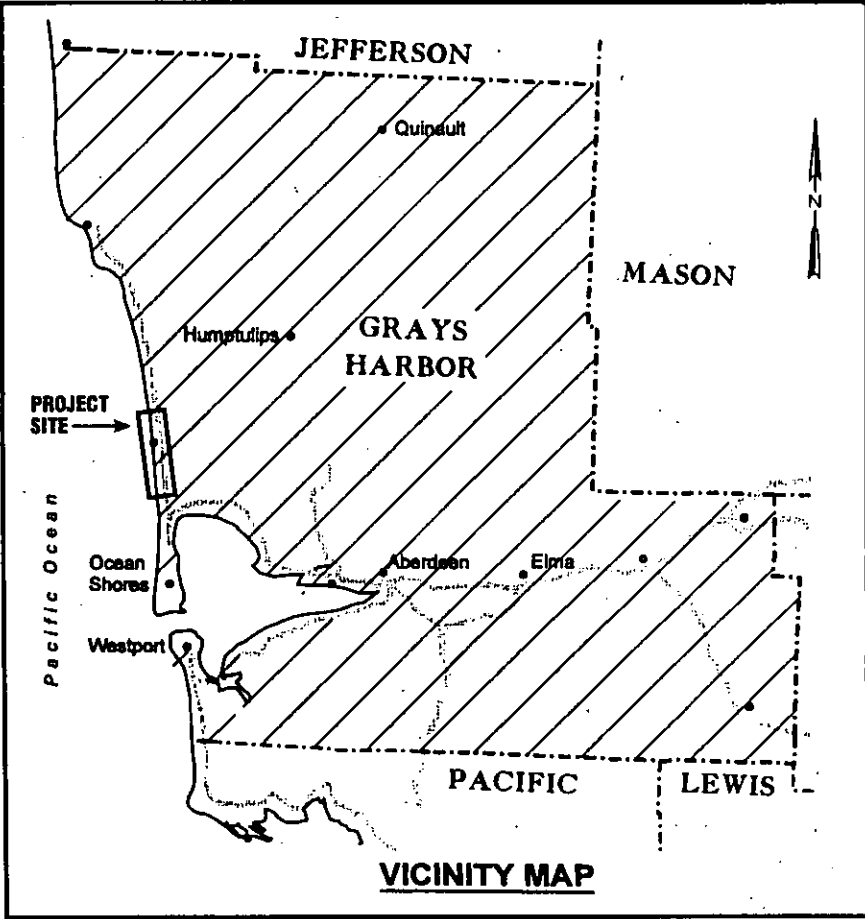 JEFFERSON
Quinault
N
MASON
Humptulips
GRAYS
HARBOR
PROJECT
SITE
Pacific Ocean
Ocean
Shores
Aberdeen
Elma
Westport
PACIFIC
LEWIS
VICINITY MAP